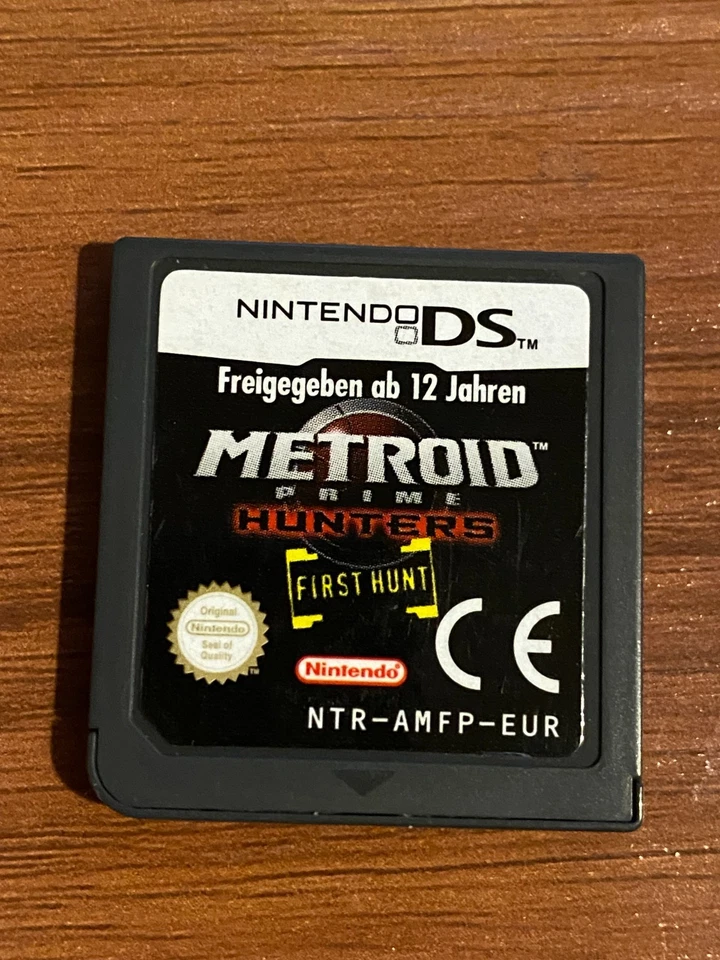 NINTENDO DS™
Freigegeben ab 12 Jahren
METROID™
PRIME
HUNTERS
FIRST HUNT
Original
Nintendo
Seal of
Quality
™
Nintendo®
CE
NTR-AMFP-EUR